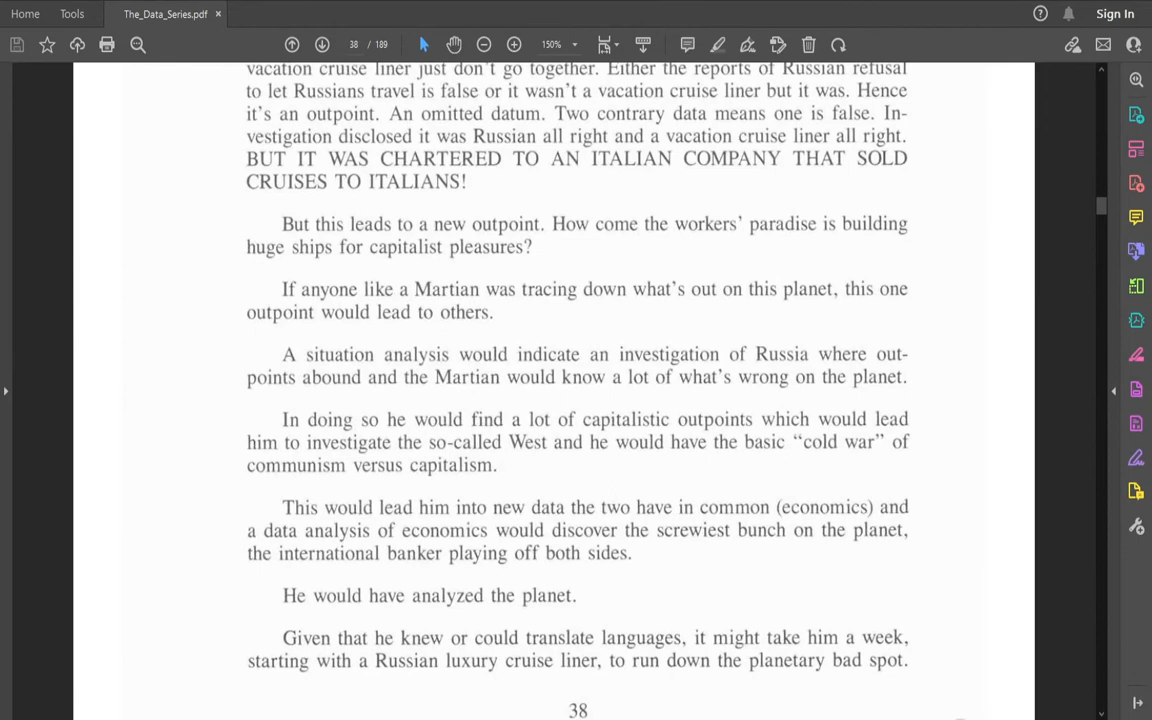 Home Tools The_Data_Series.pdf × Sign In
38 / 189 150%
vacation cruise liner just don't go together. Either the reports of Russian refusal
to let Russians travel is false or it wasn't a vacation cruise liner but it was. Hence
it's an outpoint. An omitted datum. Two contrary data means one is false. In-
vestigation disclosed it was Russian all right and a vacation cruise liner all right.
BUT IT WAS CHARTERED TO AN ITALIAN COMPANY THAT SOLD
CRUISES TO ITALIANS!
But this leads to a new outpoint. How come the workers' paradise is building
huge ships for capitalist pleasures?
If anyone like a Martian was tracing down what's out on this planet, this one
outpoint would lead to others.
A situation analysis would indicate an investigation of Russia where out-
points abound and the Martian would know a lot of what's wrong on the planet.
In doing so he would find a lot of capitalistic outpoints which would lead
him to investigate the so-called West and he would have the basic "cold war" of
communism versus capitalism.
This would lead him into new data the two have in common (economics) and
a data analysis of economics would discover the screwiest bunch on the planet,
the international banker playing off both sides.
He would have analyzed the planet.
Given that he knew or could translate languages, it might take him a week,
starting with a Russian luxury cruise liner, to run down the planetary bad spot.
38